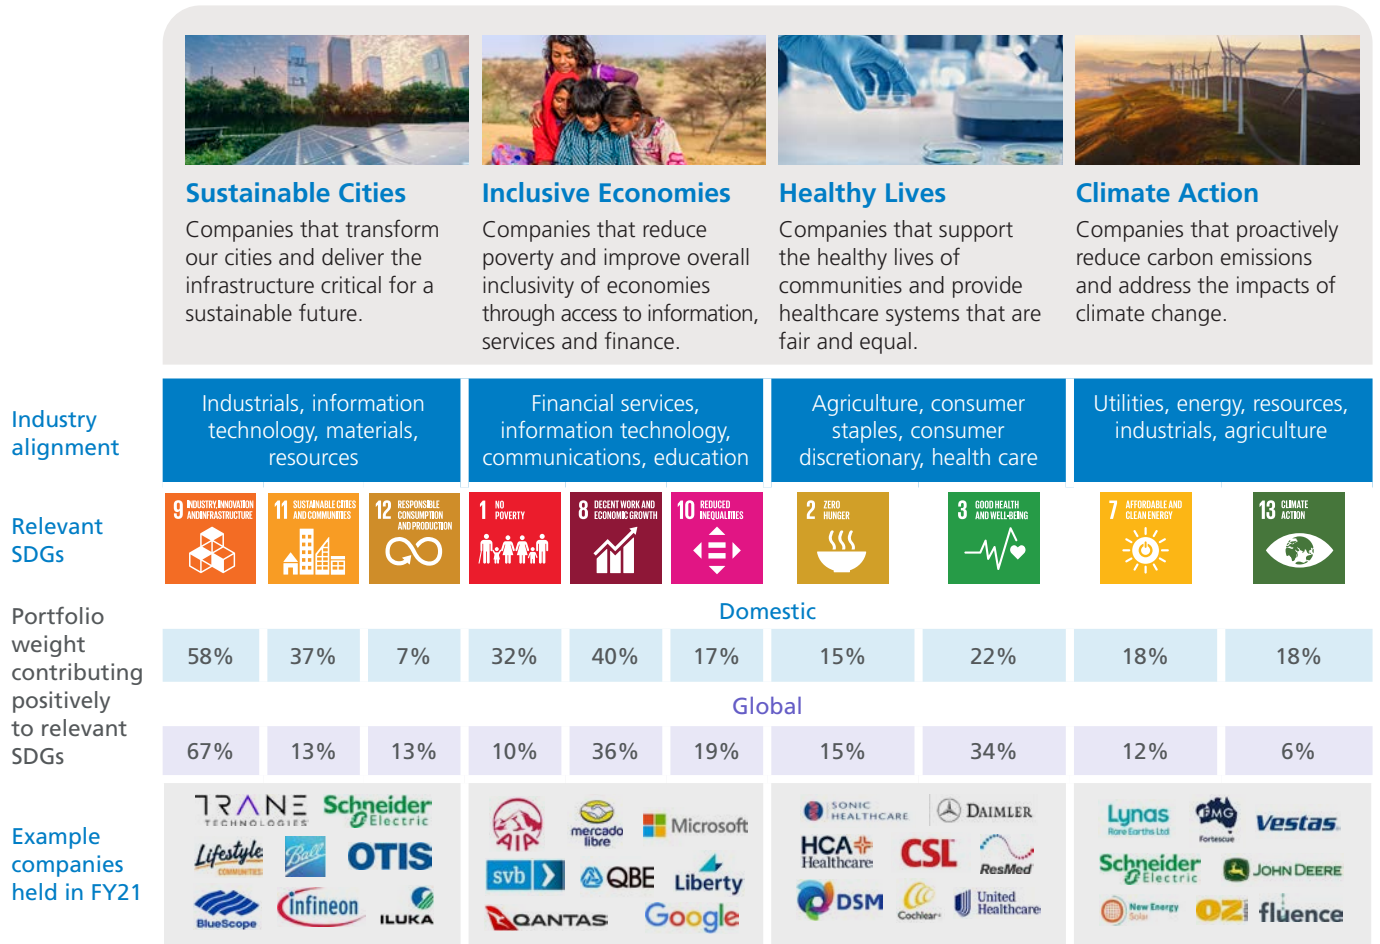 Sustainable Cities
Companies that transform
our cities and deliver the
infrastructure critical for a
sustainable future.
Inclusive Economies
Companies that reduce
poverty and improve overall
inclusivity of economies
through access to information,
services and finance.
Healthy Lives
Companies that support
the healthy lives of
communities and provide
healthcare systems that are
fair and equal.
Climate Action
Companies that proactively
reduce carbon emissions
and address the impacts of
climate change.
Industry
alignment
Industrials, information
technology, materials,
resources
Financial services,
information technology,
communications, education
Agriculture, consumer
staples, consumer
discretionary, health care
Utilities, energy, resources,
industrials, agriculture
Relevant
SDGs
9 INDUSTRY, INNOVATION
AND INFRASTRUCTURE
11 SUSTAINABLE CITIES
AND COMMUNITIES
12 RESPONSIBLE
CONSUMPTION
AND PRODUCTION
1 NO
POVERTY
8 DECENT WORK AND
ECONOMIC GROWTH
10 REDUCED
INEQUALITIES
2 ZERO
HUNGER
3 GOOD HEALTH
AND WELL-BEING
7 AFFORDABLE AND
CLEAN ENERGY
13 CLIMATE
ACTION
Portfolio
weight
contributing
positively
to relevant
SDGs
Domestic
58% 37% 7% 32% 40% 17% 15% 22% 18% 18%
Global
67% 13% 13% 10% 36% 19% 15% 34% 12% 6%
Example
companies
held in FY21
TRANE
TECHNOLOGIES
Schneider
Electric
Lifestyle
COMMUNITIES
Ball
OTIS
BlueScope
infineon
ILUKA
AIA
mercado
libre
Microsoft
svb
QBE
Liberty
QANTAS
Google
SONIC
HEALTHCARE
DAIMLER
HCA
Healthcare
CSL
ResMed
DSM
Cochlear
United
Healthcare
Lynas
Rare Earths Ltd
FMG
Fortescue
Vestas
Schneider
Electric
JOHN DEERE
New Energy
Solar
OZ
fluence